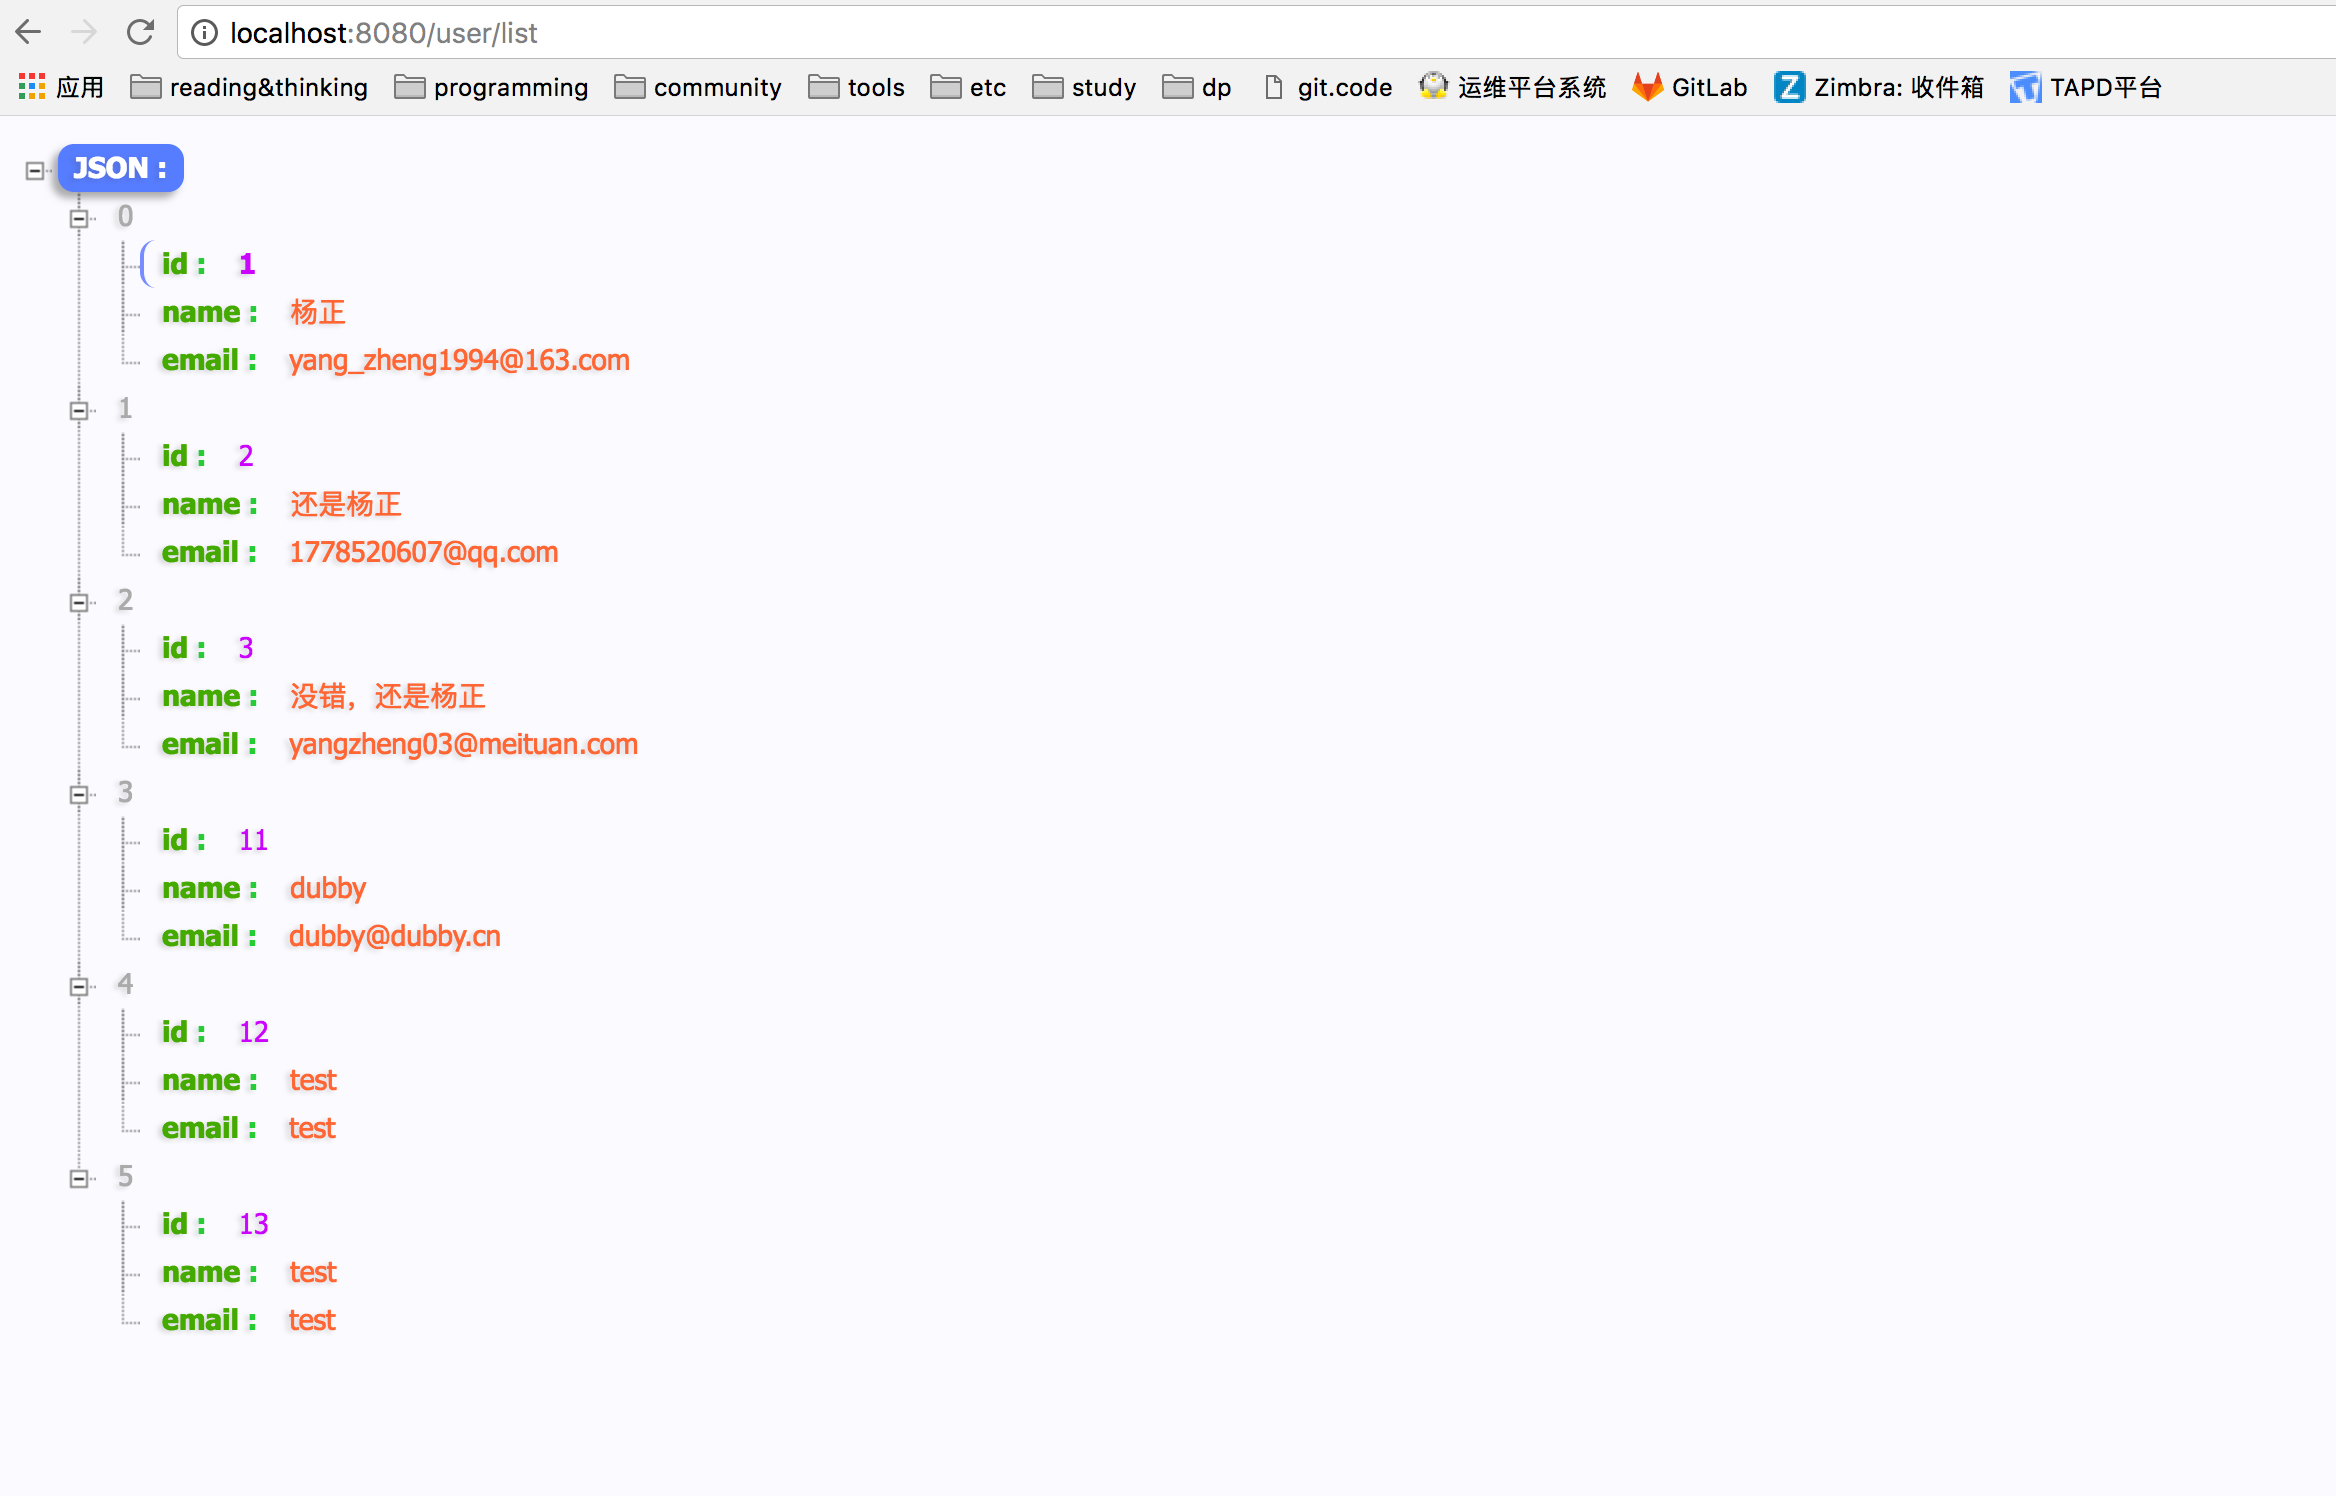 localhost:8080/user/list
应用 reading&thinking programming community tools etc study dp git.code 运维平台系统 GitLab Zimbra: 收件箱 TAPD平台
JSON :
0
id : 1
name : 杨正
email : yang_zheng1994@163.com
1
id : 2
name : 还是杨正
email : 1778520607@qq.com
2
id : 3
name : 没错，还是杨正
email : yangzheng03@meituan.com
3
id : 11
name : dubby
email : dubby@dubby.cn
4
id : 12
name : test
email : test
5
id : 13
name : test
email : test